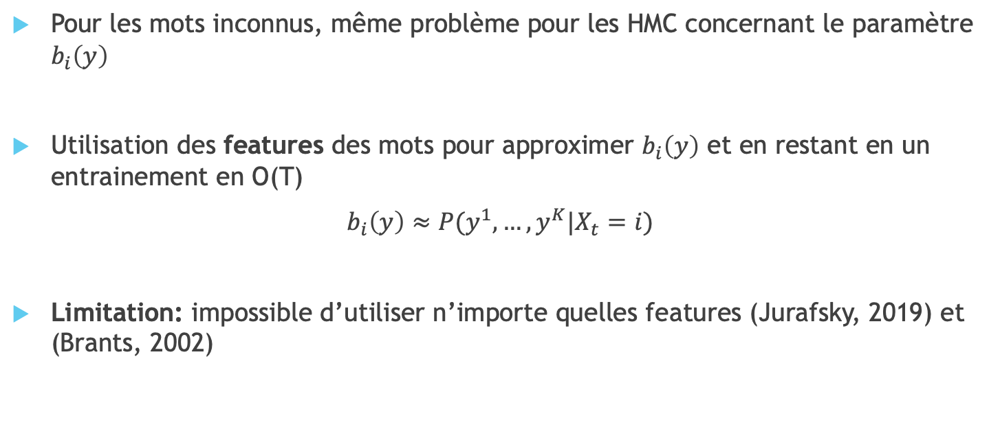 Pour les mots inconnus, même problème pour les HMC concernant le paramètre
b_i(y)
Utilisation des features des mots pour approximer b_i(y) et en restant en un
entrainement en O(T)
b_i(y) ≈ P(y^1, … , y^K|X_t = i)
Limitation: impossible d’utiliser n’importe quelles features (Jurafsky, 2019) et
(Brants, 2002)